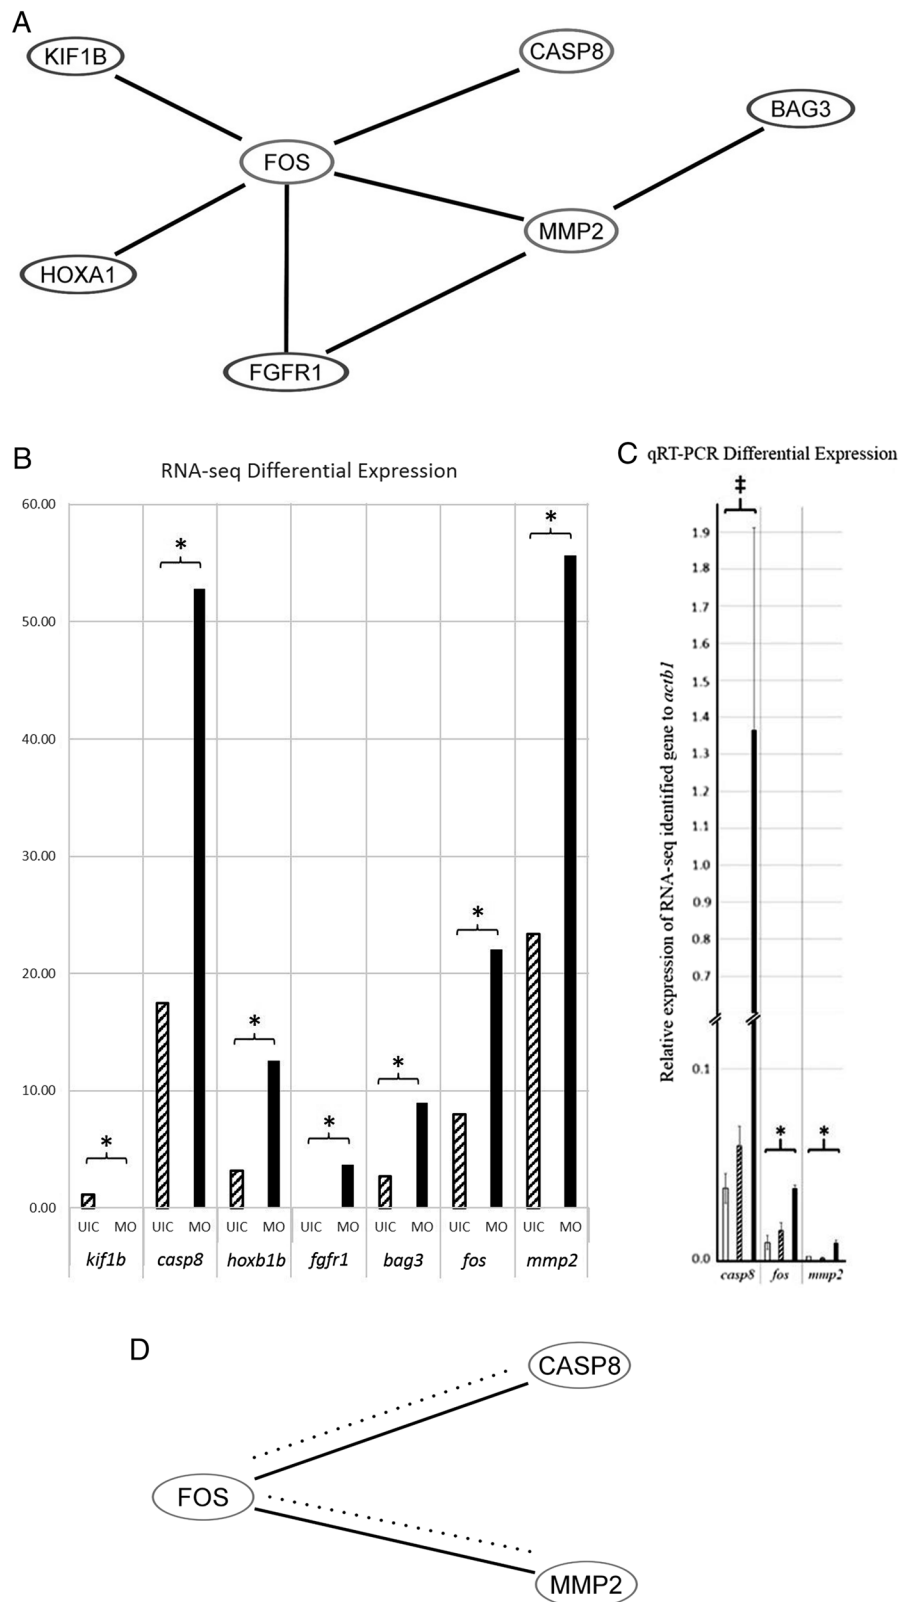 A
KIF1B
CASP8
BAG3
FOS
MMP2
HOXA1
FGFR1
B
RNA-seq Differential Expression
60.00
50.00
40.00
30.00
20.00
10.00
0.00
* * * * * * *
UIC MO UIC MO UIC MO UIC MO UIC MO UIC MO UIC MO
kif1b casp8 hoxb1b fgfr1 bag3 fos mmp2
C
qRT-PCR Differential Expression
‡
Relative expression of RNA-seq identified gene to actb1
1.9
1.8
1.7
1.6
1.5
1.4
1.3
1.2
1.1
1.0
0.9
0.8
0.7
0.1
* *
0.0
casp8 fos mmp2
D
CASP8
FOS
MMP2